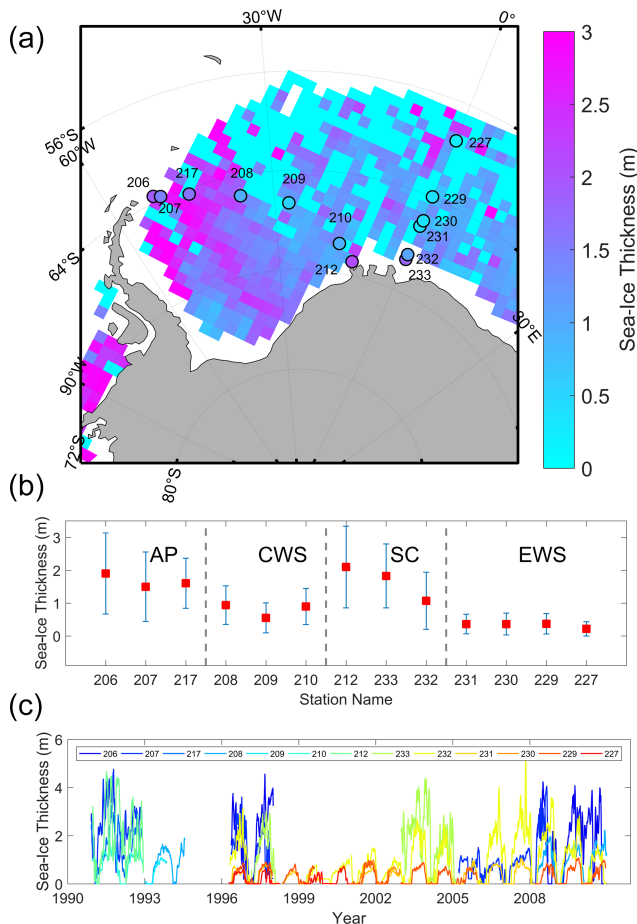 (a)
30°W
0°
56°S
60°W
206
217
208
209
227
207
229
210
230
231
64°S
212
232
233
30°E
90°W
72°S
80°S
3
2.5
2
1.5
1
0.5
0
Sea-Ice Thickness (m)
(b)
Sea-Ice Thickness (m)
3
2
1
0
AP
CWS
SC
EWS
206 207 217 208 209 210 212 233 232 231 230 229 227
Station Name
(c)
Sea-Ice Thickness (m)
6
4
2
0
206 207 217 208 209 210 212 233 232 231 230 229 227
1990 1993 1996 1999 2002 2005 2008
Year